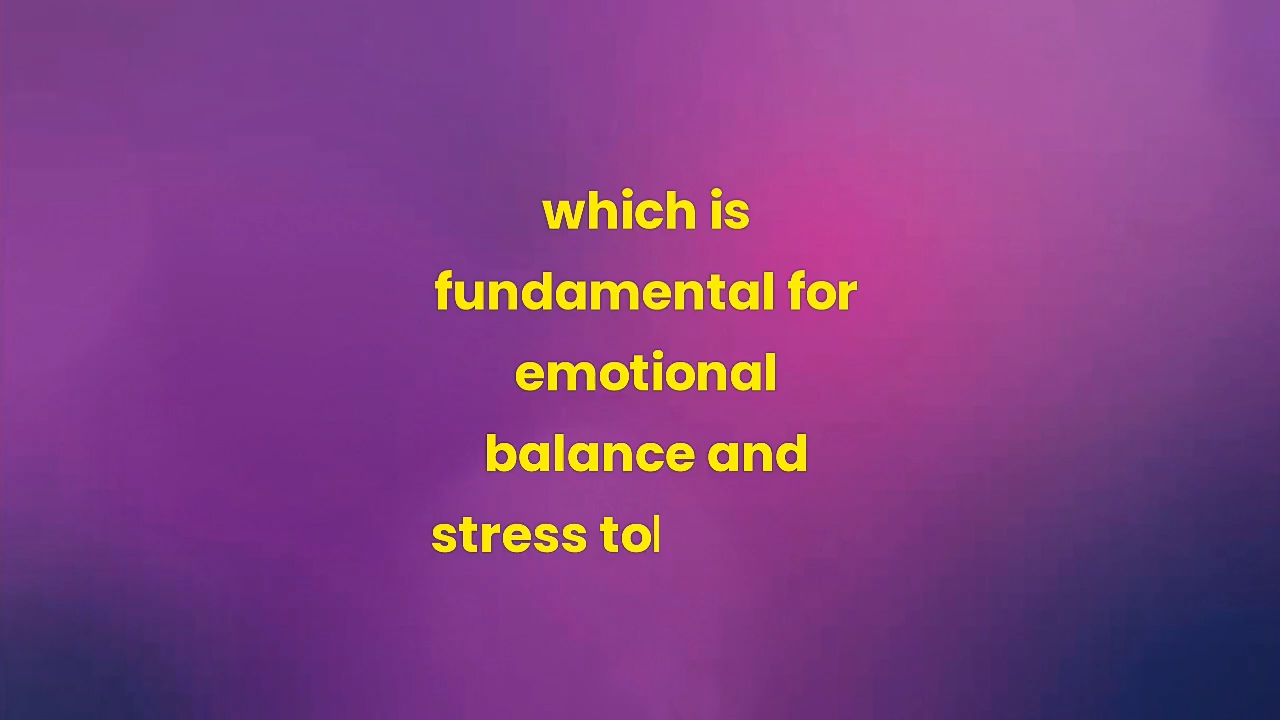 which is
fundamental for
emotional
balance and
stress tol